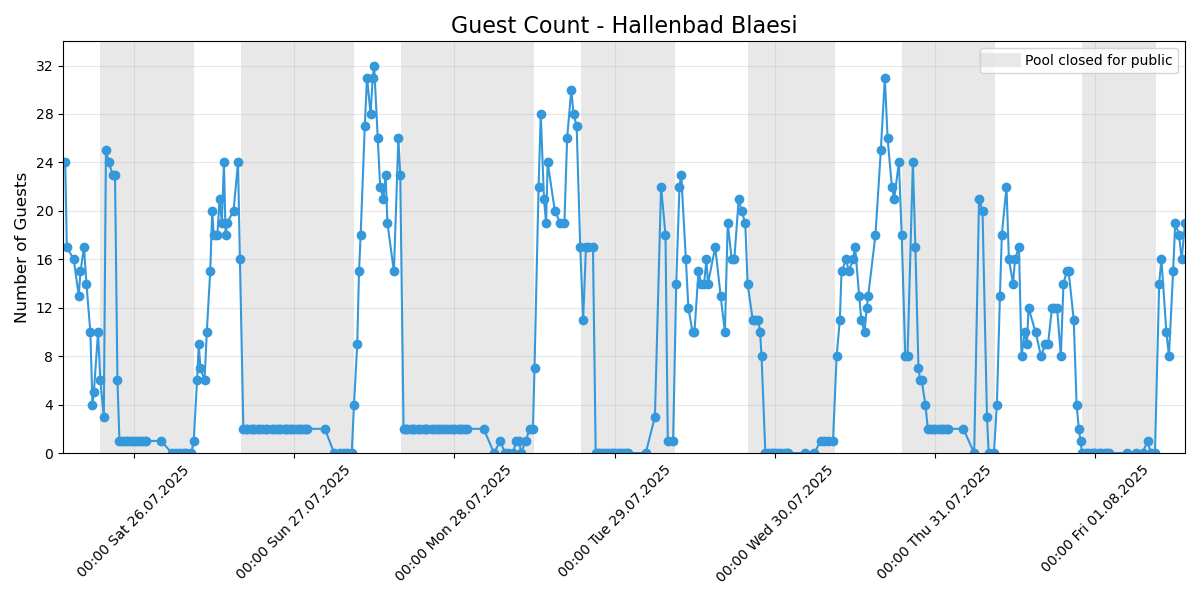 Guest Count - Hallenbad Blaesi
Pool closed for public
Number of Guests
32
28
24
20
16
12
8
4
0
00:00 Sat 26.07.2025
00:00 Sun 27.07.2025
00:00 Mon 28.07.2025
00:00 Tue 29.07.2025
00:00 Wed 30.07.2025
00:00 Thu 31.07.2025
00:00 Fri 01.08.2025